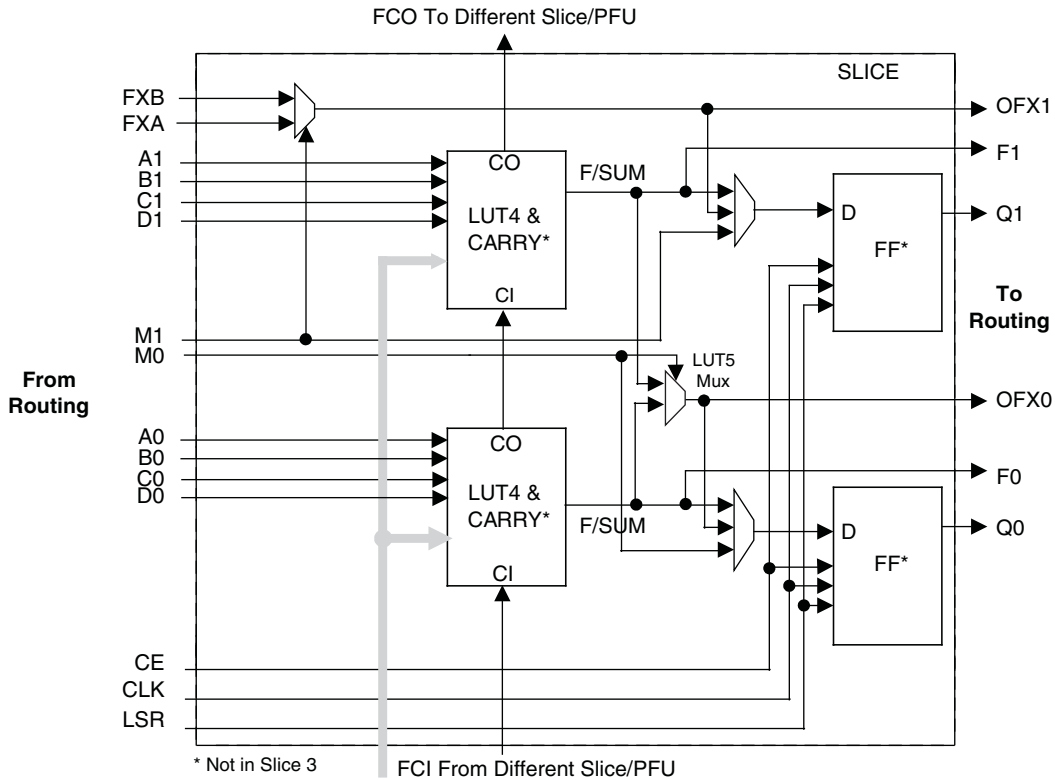 FCO To Different Slice/PFU
SLICE
FXB
FXA
OFX1
F1
A1
B1
C1
D1
CO
LUT4 &
CARRY*
CI
F/SUM
D
FF*
Q1
To
Routing
M1
M0
From
Routing
LUT5
Mux
OFX0
A0
B0
C0
D0
CO
LUT4 &
CARRY*
CI
F/SUM
F0
D
FF*
Q0
CE
CLK
LSR
* Not in Slice 3
FCI From Different Slice/PFU